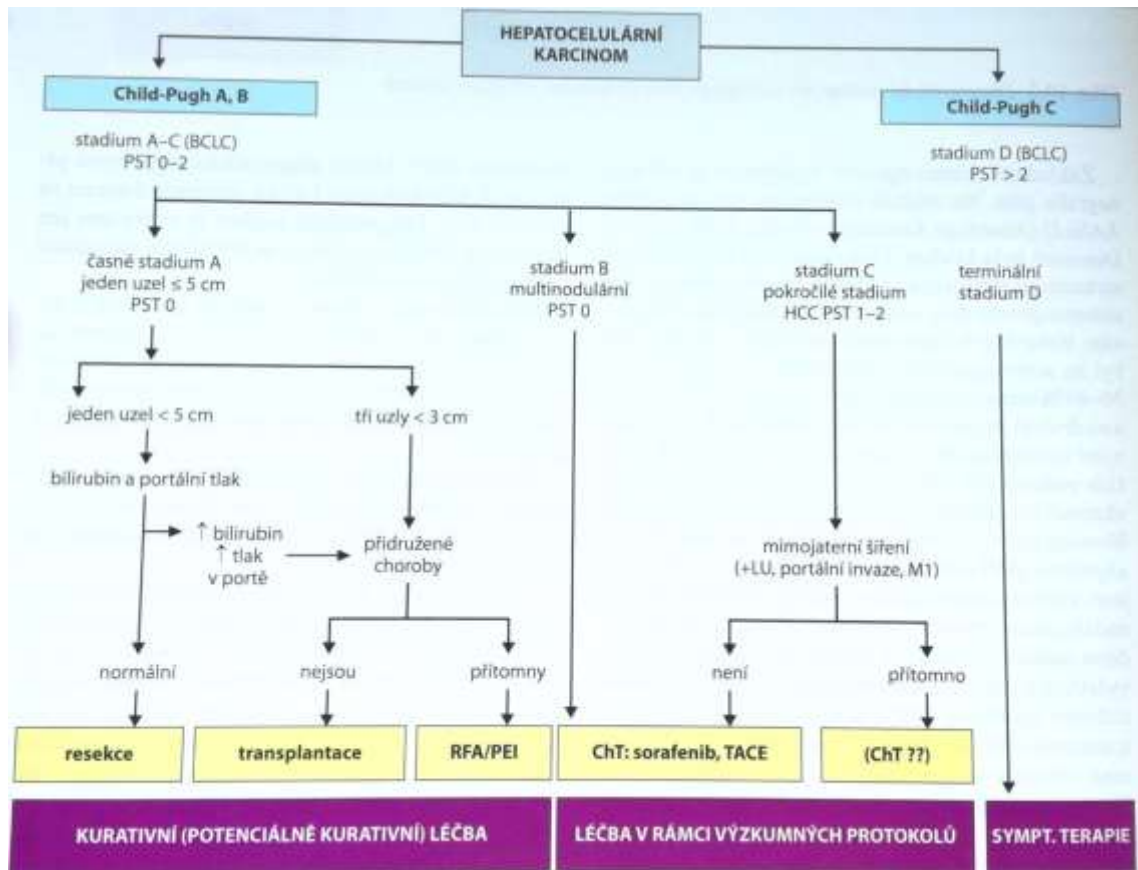 HEPATOCELULÁRNÍ
KARCINOM
Child-Pugh A, B
Child-Pugh C
stadium A–C (BCLC)
PST 0–2
stadium D (BCLC)
PST > 2
časné stadium A
jeden uzel ≤ 5 cm
PST 0
stadium B
multinodulární
PST 0
stadium C
pokročilé stadium
HCC PST 1–2
terminální
stadium D
jeden uzel < 5 cm
tři uzly < 3 cm
bilirubin a portální tlak
↑ bilirubin
↑ tlak
v portě
přidružené
choroby
mimojaterní šíření
(+LU, portální invaze, M1)
normální
nejsou
přítomny
není
přítomno
resekce
transplantace
RFA/PEI
ChT: sorafenib, TACE
(ChT ??)
KURATIVNÍ (POTENCIÁLNĚ KURATIVNÍ) LÉČBA
LÉČBA V RÁMCI VÝZKUMNÝCH PROTOKOLŮ
SYMPT. TERAPIE